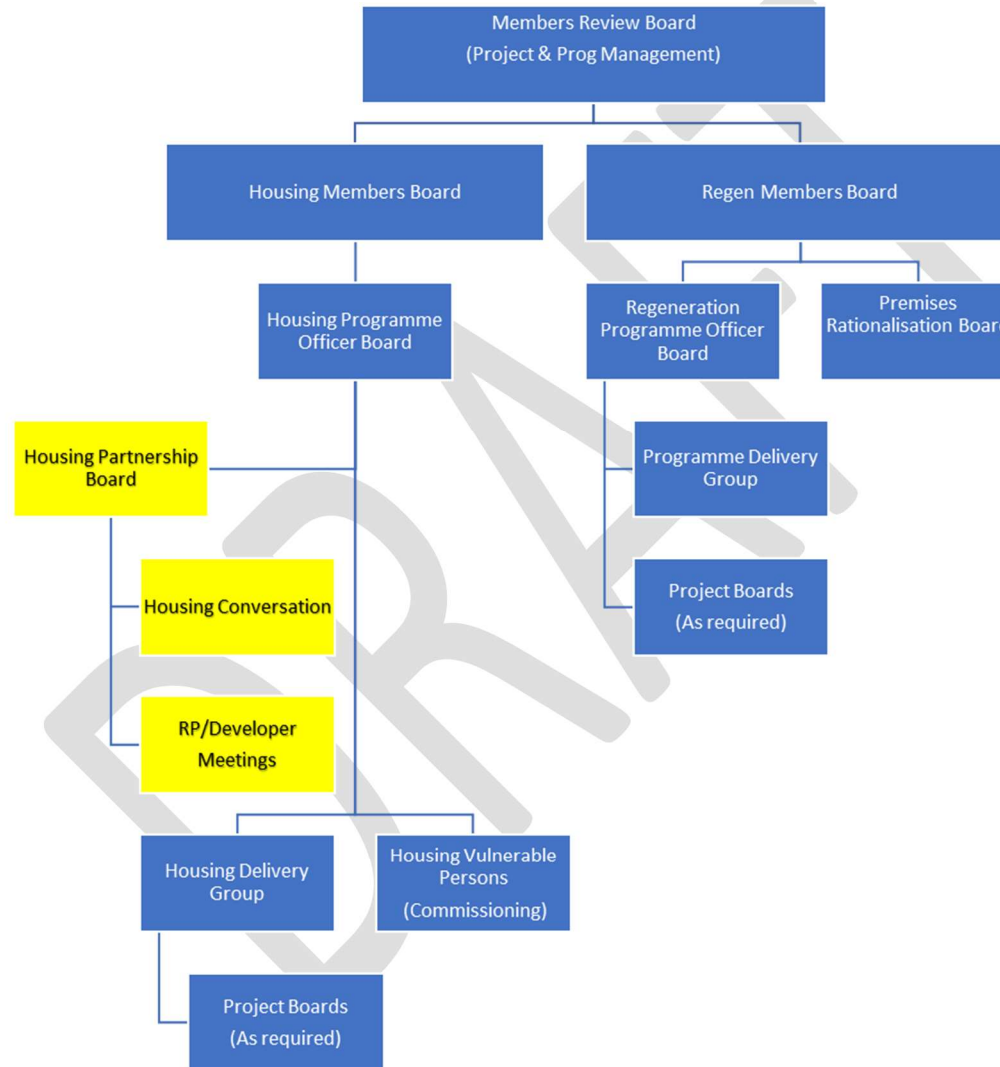 Members Review Board
(Project & Prog Management)
Housing Members Board
Regen Members Board
Housing Programme
Officer Board
Regeneration
Programme Officer
Board
Premises
Rationalisation Board
Housing Partnership
Board
Programme Delivery
Group
Housing Conversation
Project Boards
(As required)
RP/Developer
Meetings
Housing Delivery
Group
Housing Vulnerable
Persons
(Commissioning)
Project Boards
(As required)
DRAFT